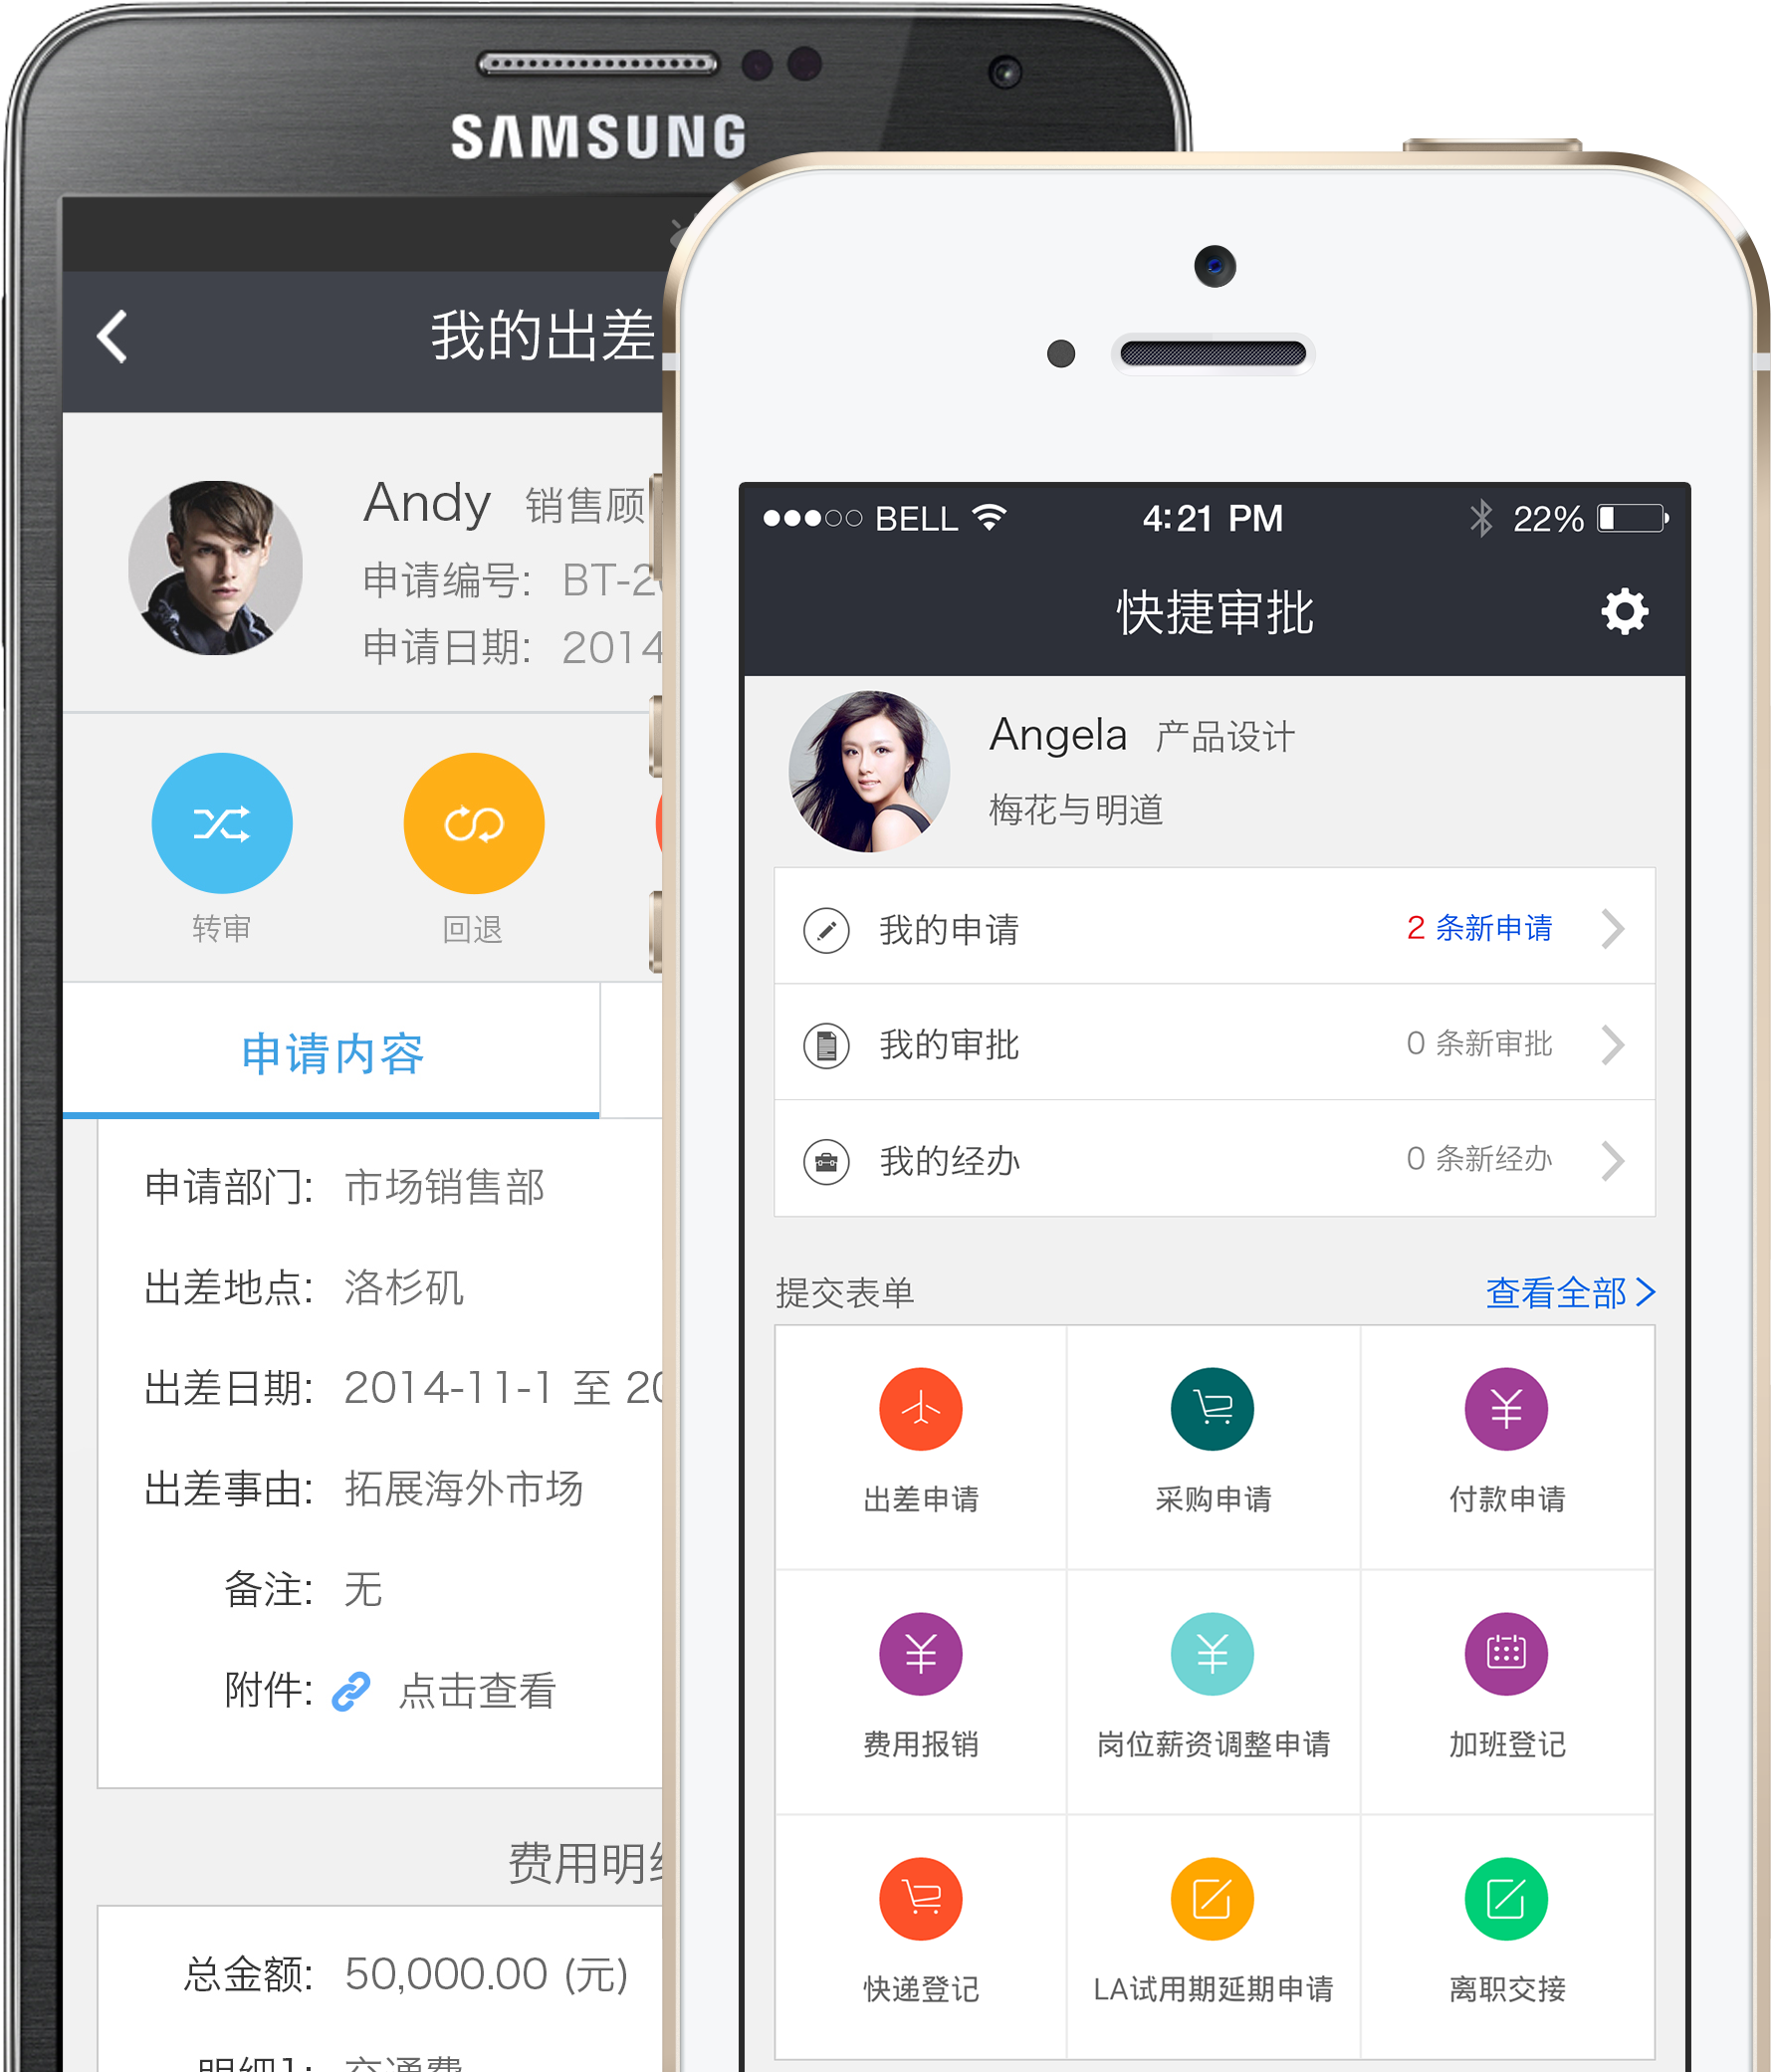 SAMSUNG
我的出差
Andy 销售顾
申请编号: BT-2
申请日期: 2014
转审
回退
申请内容
申请部门: 市场销售部
出差地点: 洛杉矶
出差日期: 2014-11-1 至 20
出差事由: 拓展海外市场
备注: 无
附件: 点击查看
费用明细
总金额: 50,000.00 (元)
明细1: 交通费
BELL 4:21 PM 22%
快捷审批
Angela 产品设计
梅花与明道
我的申请 2 条新申请
我的审批 0 条新审批
我的经办 0 条新经办
提交表单 查看全部
出差申请 采购申请 付款申请
费用报销 岗位薪资调整申请 加班登记
快递登记 LA试用期延期申请 离职交接